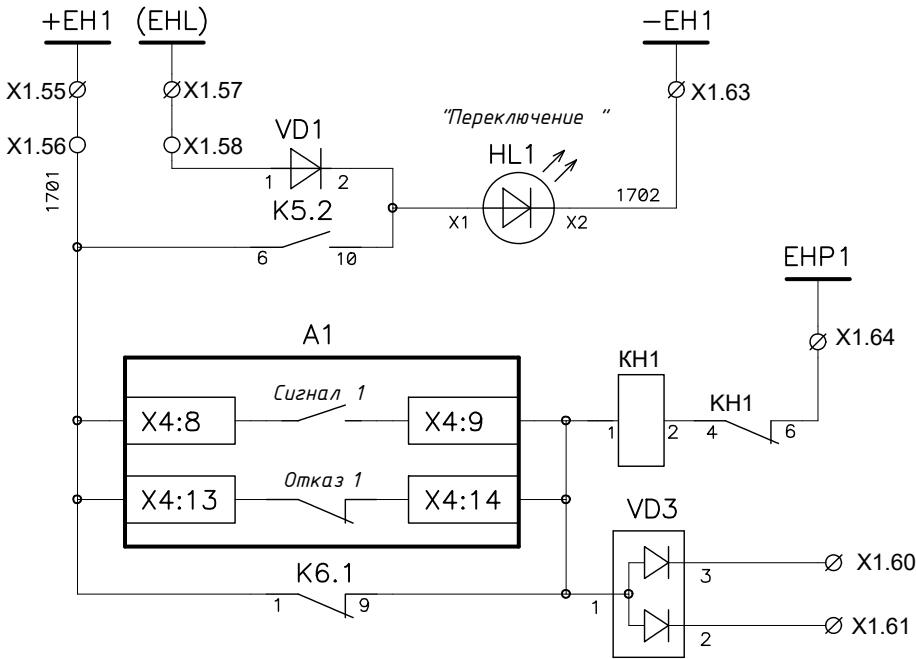 +EH1 (EHL) −EH1
X1.55 X1.57 X1.63
"Переключение "
VD1
X1.56 X1.58 HL1
1701
1 2
K5.2
X1 X2 1702
6 10
EHP1
A1
X1.64
KH1
Сигнал 1
X4:8 X4:9
KH1
1 2 4 6
Отказ 1
X4:13 X4:14
VD3
K6.1
3 X1.60
1 9 1
2 X1.61